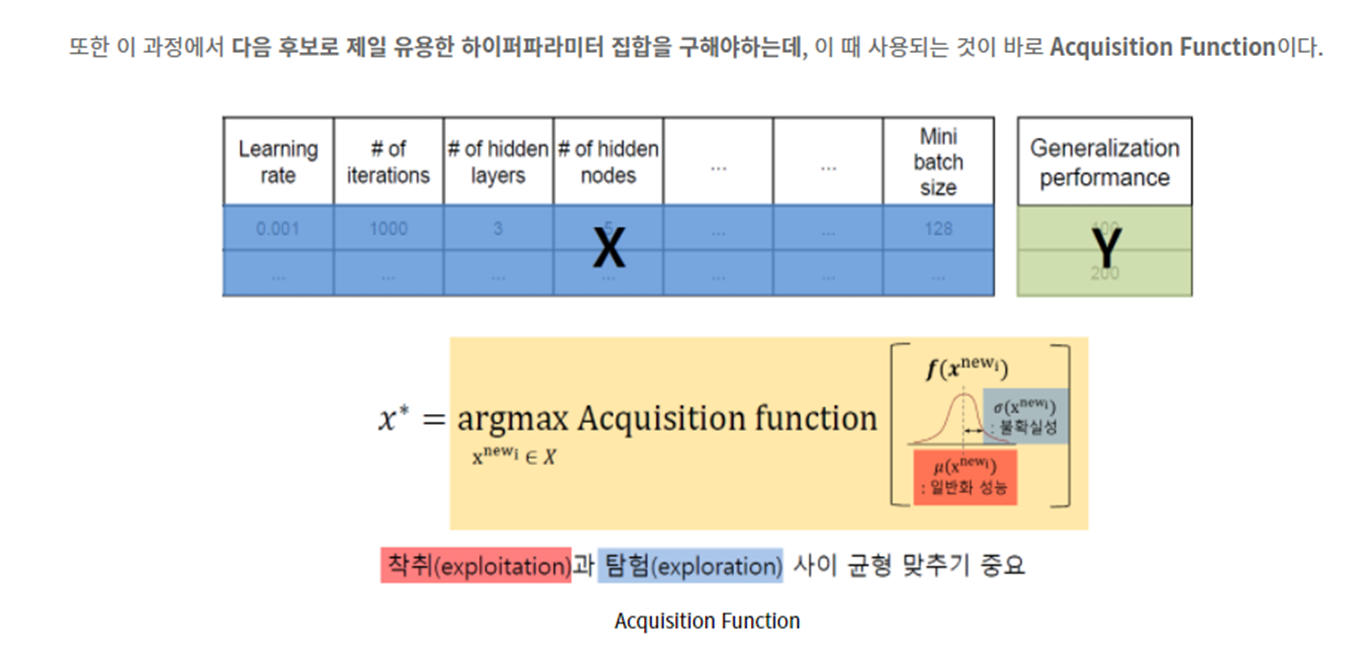 또한 이 과정에서 다음 후보로 제일 유용한 하이퍼파라미터 집합을 구해야하는데, 이 때 사용되는 것이 바로 Acquisition Function이다.
Learning rate # of iterations # of hidden layers # of hidden nodes ... ... Mini batch size Generalization performance
0.001 1000 3 5 ... ... 128 100
... ... ... ... ... ... ... 200
X Y
x* = argmax Acquisition function
x^new_i ∈ X
f(x^new_i)
σ(x^new_i)
: 불확실성
μ(x^new_i)
: 일반화 성능
착취(exploitation)과 탐험(exploration) 사이 균형 맞추기 중요
Acquisition Function